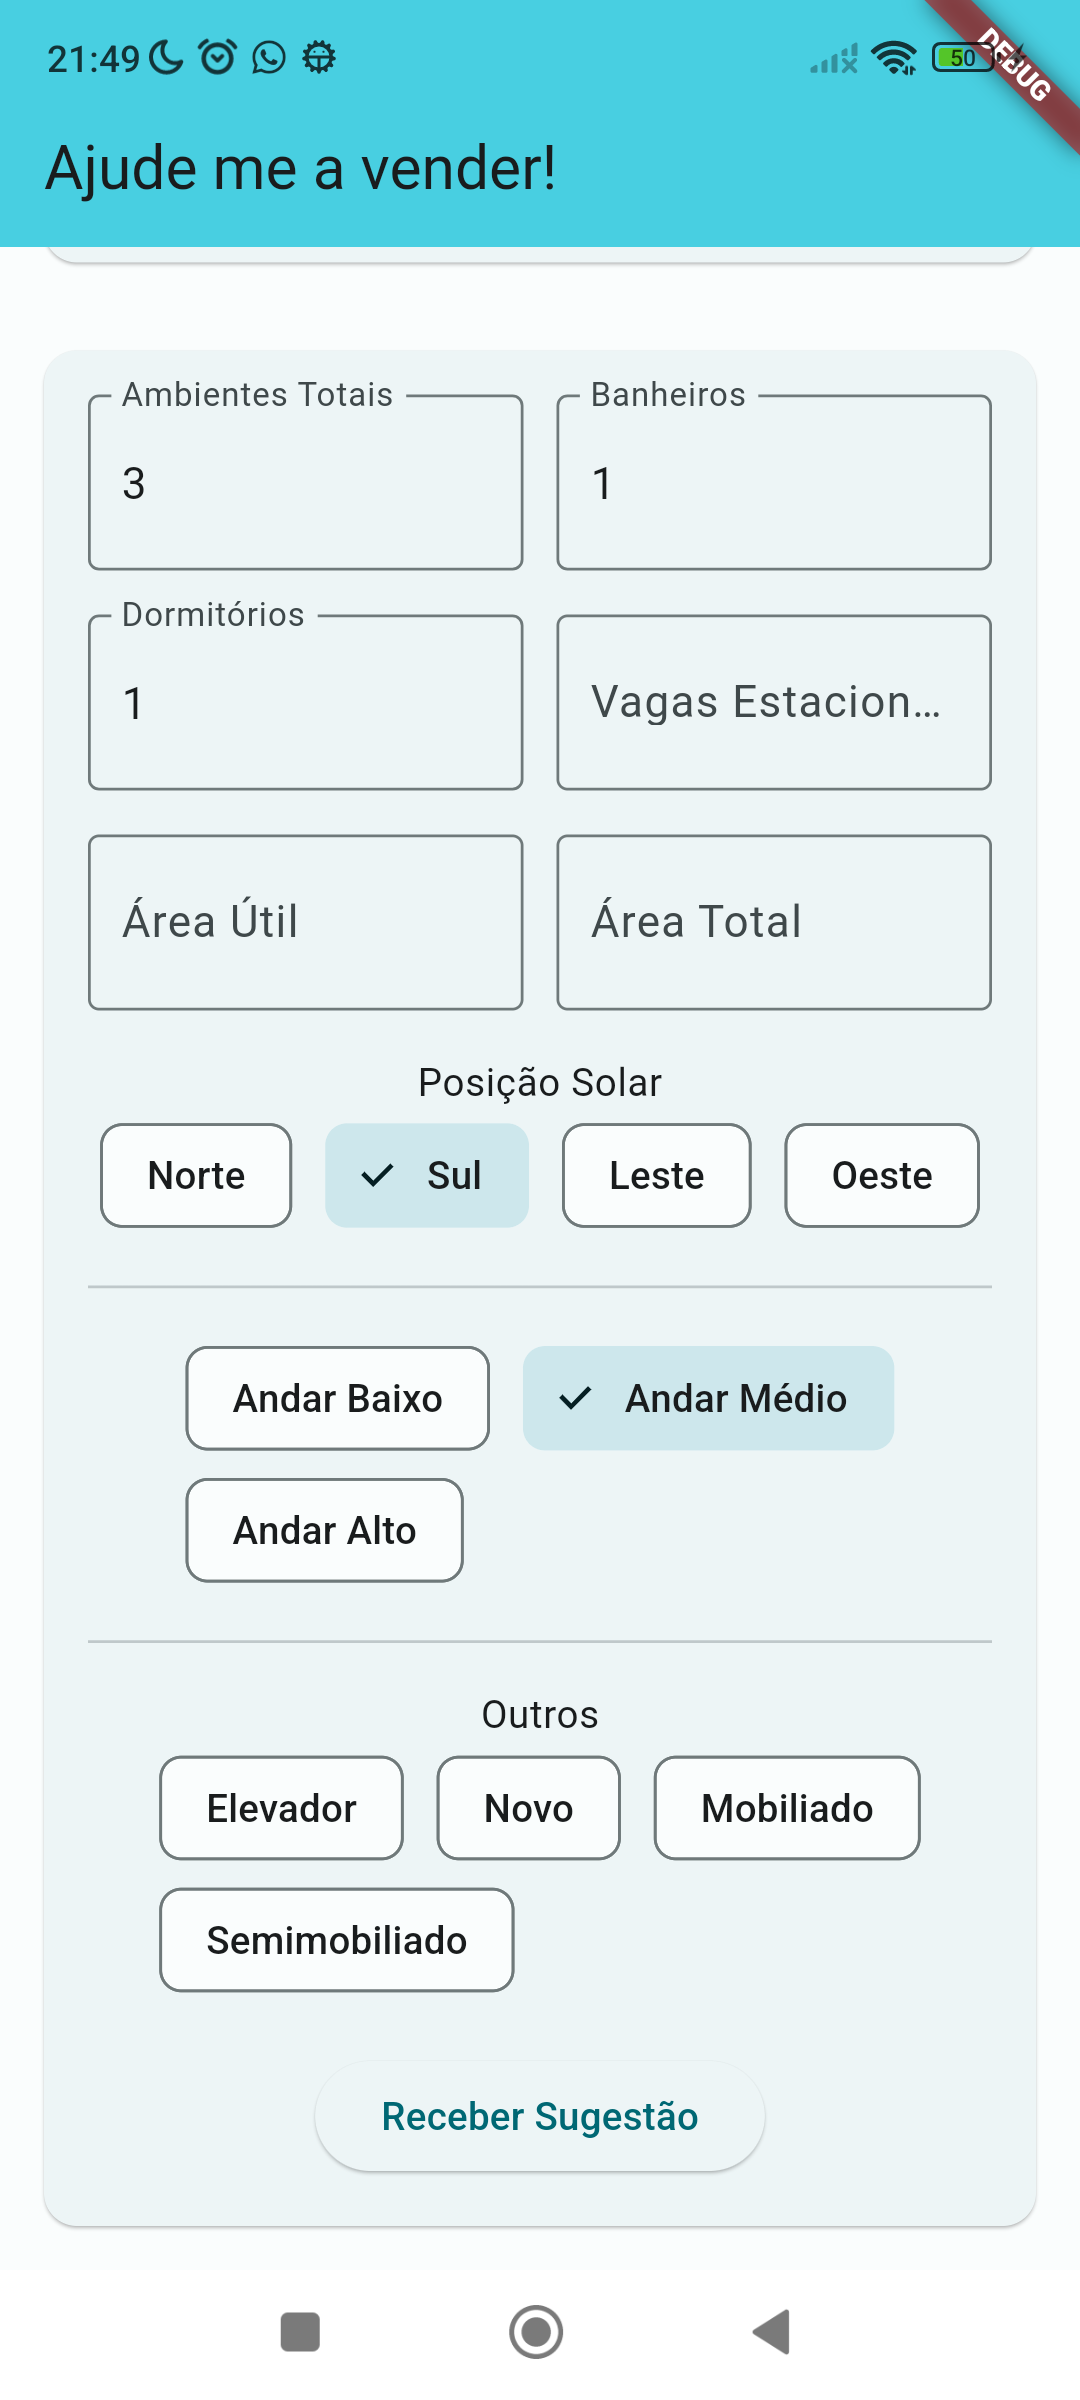 21:49
50
DEBUG
Ajude me a vender!
Ambientes Totais
Banheiros
3
1
Dormitórios
1
Vagas Estacion...
Área Útil
Área Total
Posição Solar
Norte
Sul
Leste
Oeste
Andar Baixo
Andar Médio
Andar Alto
Outros
Elevador
Novo
Mobiliado
Semimobiliado
Receber Sugestão